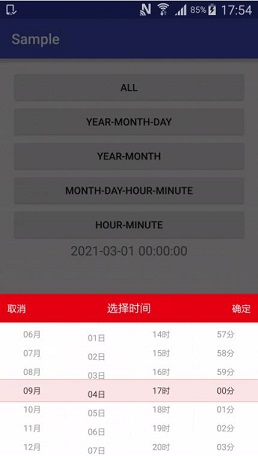 85% 17:54
Sample
ALL
YEAR-MONTH-DAY
YEAR-MONTH
MONTH-DAY-HOUR-MINUTE
HOUR-MINUTE
2021-03-01 00:00:00
取消 选择时间 确定
06月 01日 14时 57分
07月 02日 15时 58分
08月 03日 16时 59分
09月 04日 17时 00分
10月 05日 18时 01分
11月 06日 19时 02分
12月 07日 20时 03分